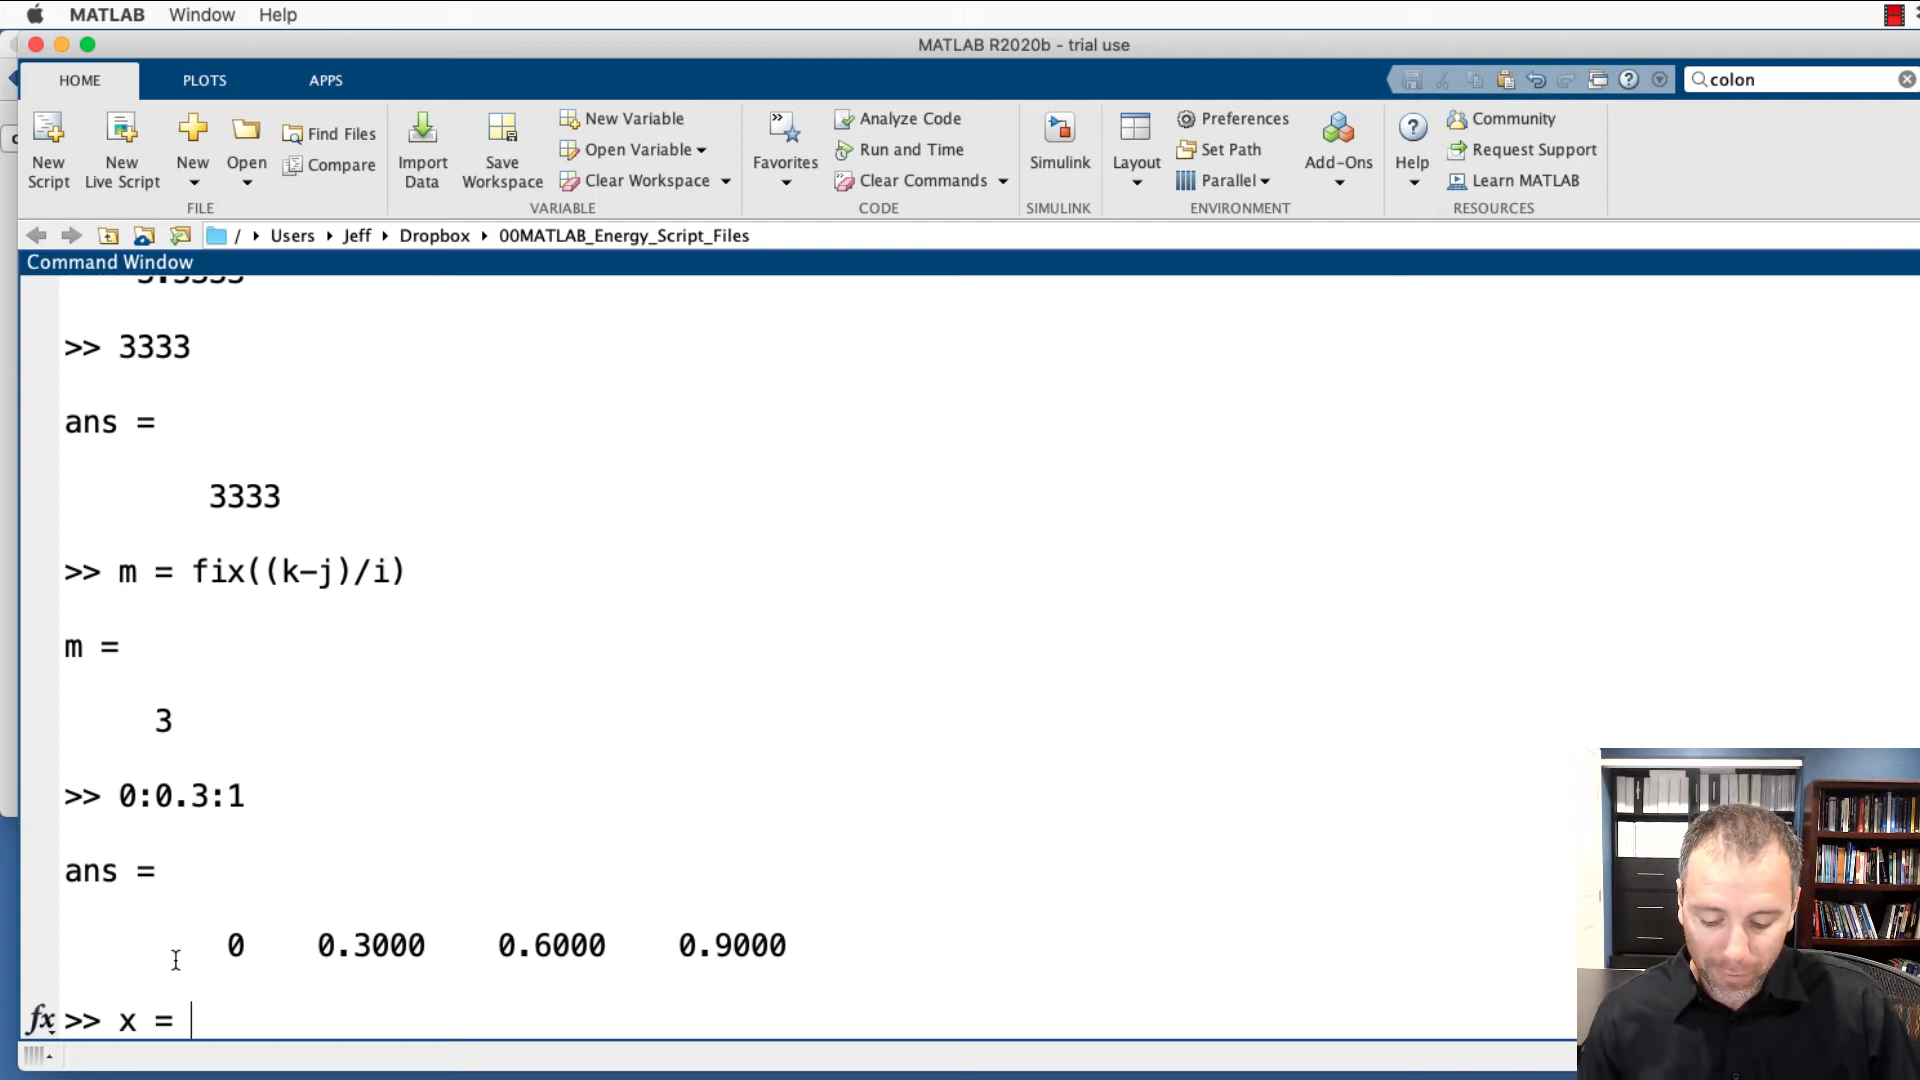 MATLAB Window Help
MATLAB R2020b - trial use
HOME PLOTS APPS
colon
New Script
New Live Script
New
Open
Find Files
Compare
FILE
Import Data
Save Workspace
New Variable
Open Variable
Clear Workspace
VARIABLE
Favorites
Analyze Code
Run and Time
Clear Commands
CODE
Simulink
SIMULINK
Layout
Preferences
Set Path
Parallel
Add-Ons
ENVIRONMENT
Help
Community
Request Support
Learn MATLAB
RESOURCES
/ Users Jeff Dropbox 00MATLAB_Energy_Script_Files
Command Window
>> 3333
ans =
3333
>> m = fix((k-j)/i)
m =
3
>> 0:0.3:1
ans =
0 0.3000 0.6000 0.9000
fx >> x =